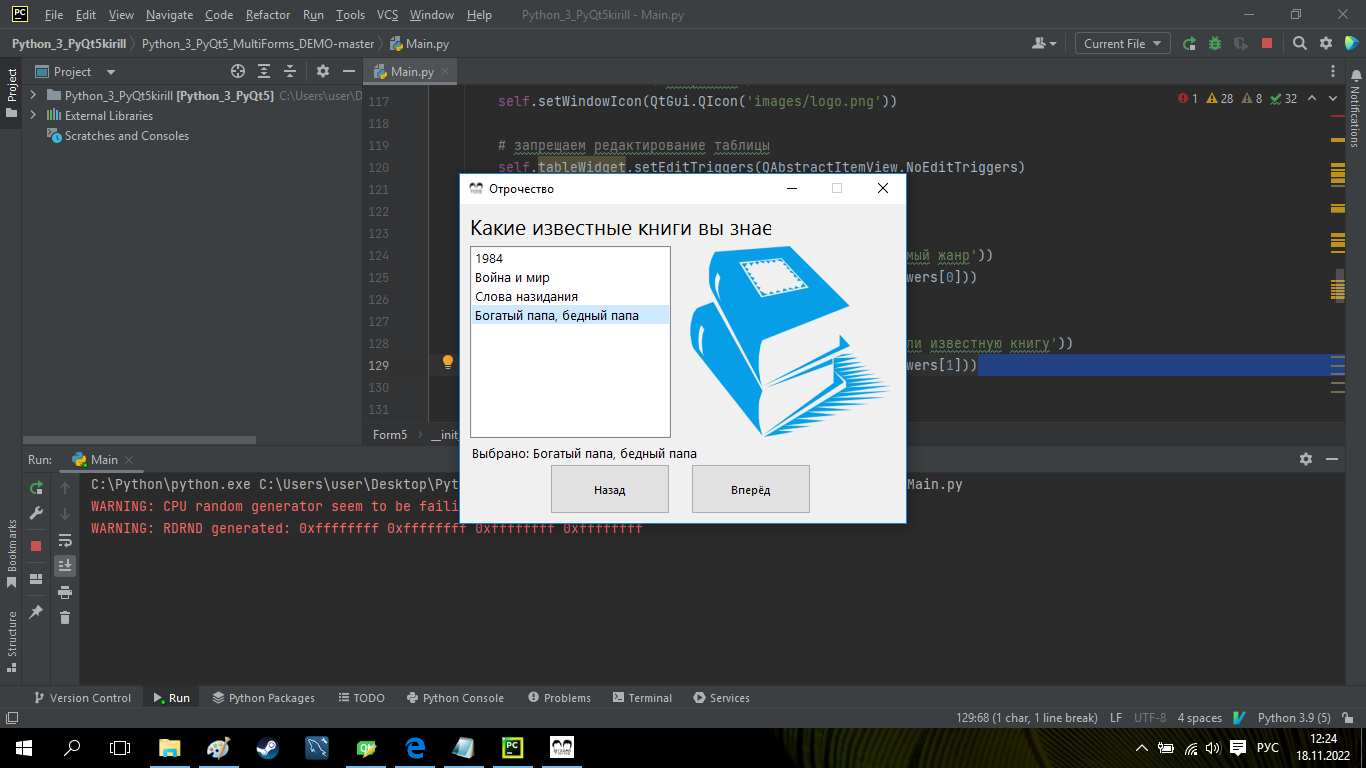 File Edit View Navigate Code Refactor Run Tools VCS Window Help Python_3_PyQt5kirill - Main.py
Python_3_PyQt5kirill Python_3_PyQt5_MultiForms_DEMO-master Main.py Current File
Project
Project
Main.py
Python_3_PyQt5kirill [Python_3_PyQt5] C:\Users\user\D
External Libraries
Scratches and Consoles
117 self.setWindowIcon(QtGui.QIcon('images/logo.png'))
1 28 8 32
118
119 # запрещаем редактирование таблицы
120 self.tableWidget.setEditTriggers(QAbstractItemView.NoEditTriggers)
121
122
123
124 мый жанр'))
125 wers[0]))
126
127
128 ли известную книгу'))
129 wers[1]))
130
131
Form5 __init
Notifications
Отрочество
Какие известные книги вы знае
1984
Война и мир
Слова назидания
Богатый папа, бедный папа
Выбрано: Богатый папа, бедный папа
Назад Вперёд
Run: Main
C:\Python\python.exe C:\Users\user\Desktop\Pyt Main.py
WARNING: CPU random generator seem to be faili
WARNING: RDRND generated: 0xffffffff 0xffffffff 0xffffffff 0xffffffff
Bookmarks
Structure
Version Control Run Python Packages TODO Python Console Problems Terminal Services
129:68 (1 char, 1 line break) LF UTF-8 4 spaces Python 3.9 (5)
РУС
12:24
18.11.2022